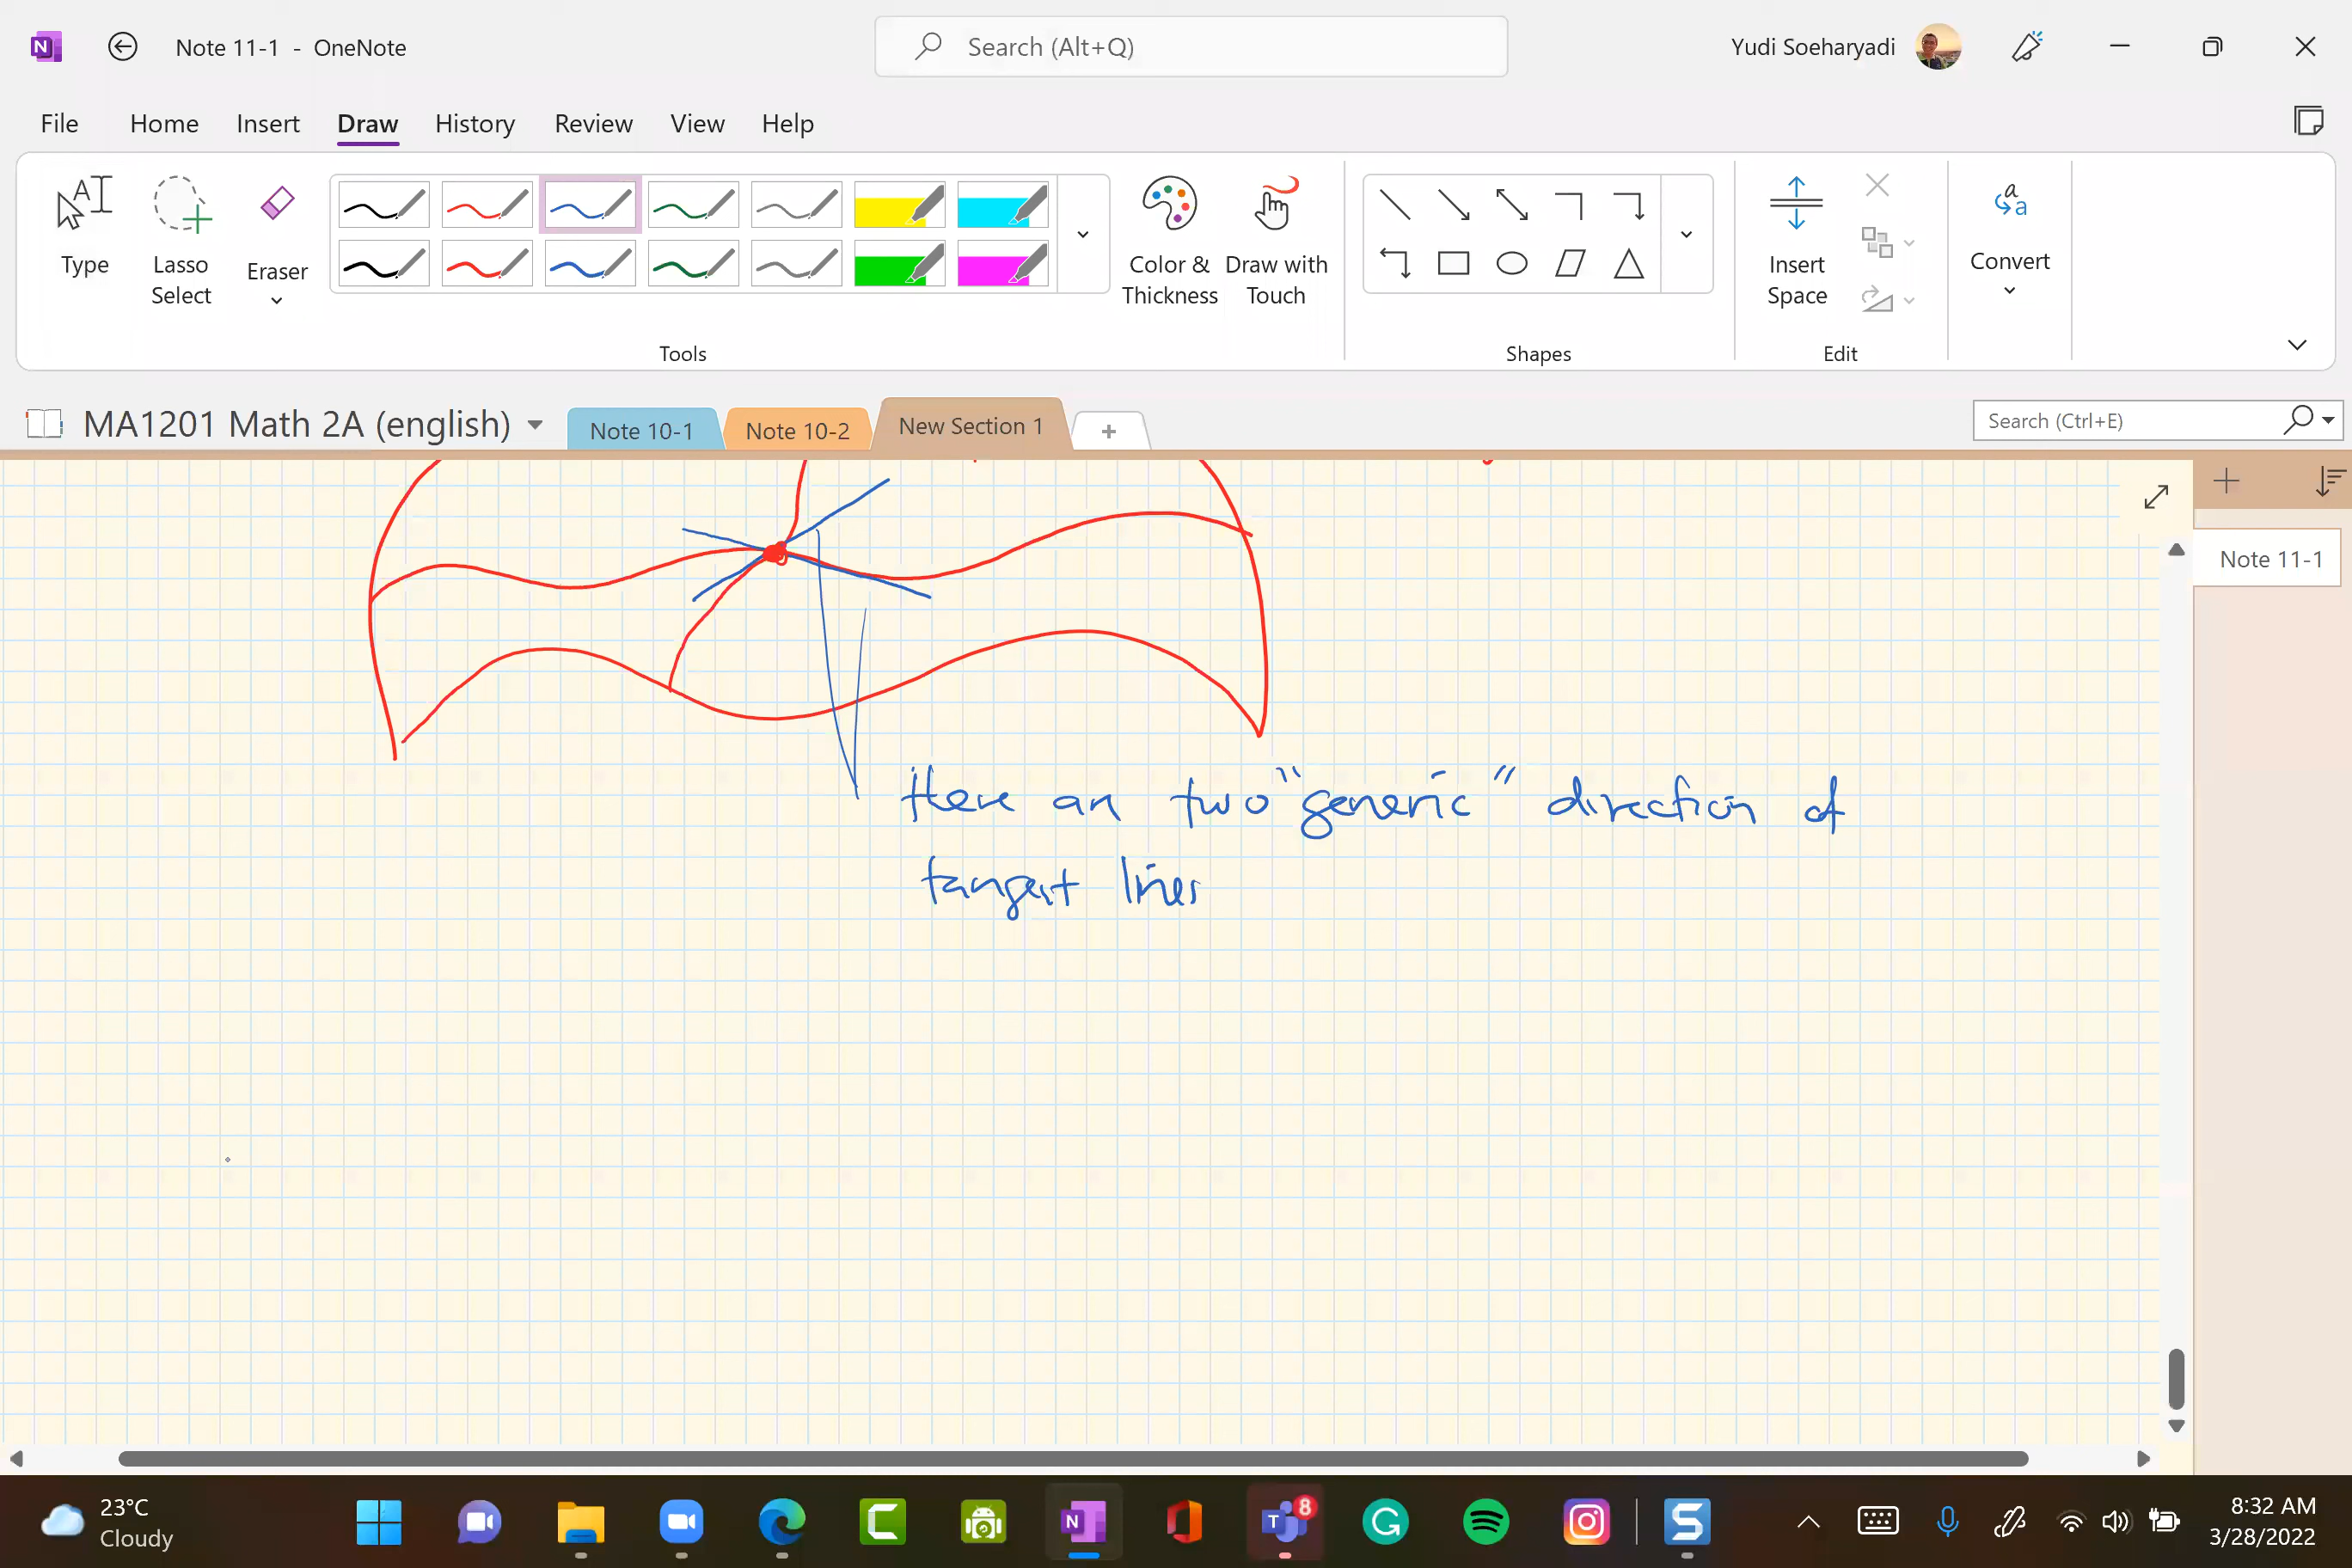 Note 11-1 - OneNote
Search (Alt+Q)
Yudi Soeharyadi
File Home Insert Draw History Review View Help
Type
Lasso Select
Eraser
Color & Thickness
Draw with Touch
Insert Space
Convert
Tools
Shapes
Edit
MA1201 Math 2A (english)
Note 10-1
Note 10-2
New Section 1
Search (Ctrl+E)
Note 11-1
there are two "generic" direction of
tangent lines
23°C
Cloudy
8
8:32 AM
3/28/2022